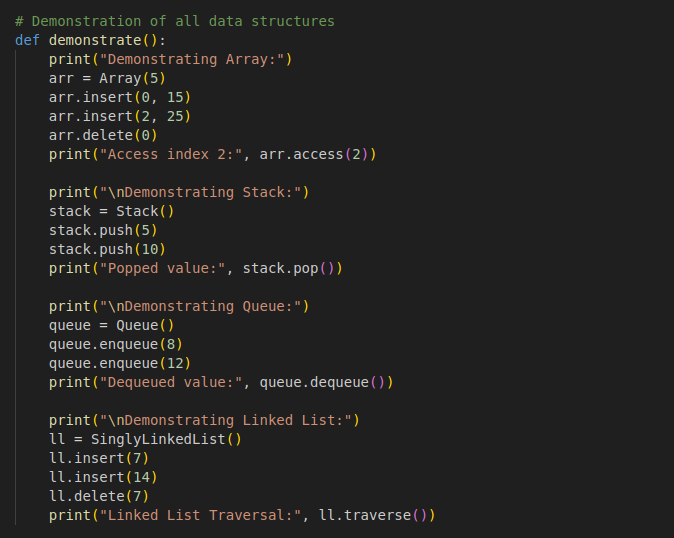 # Demonstration of all data structures
def demonstrate():
    print("Demonstrating Array:")
    arr = Array(5)
    arr.insert(0, 15)
    arr.insert(2, 25)
    arr.delete(0)
    print("Access index 2:", arr.access(2))

    print("\nDemonstrating Stack:")
    stack = Stack()
    stack.push(5)
    stack.push(10)
    print("Popped value:", stack.pop())

    print("\nDemonstrating Queue:")
    queue = Queue()
    queue.enqueue(8)
    queue.enqueue(12)
    print("Dequeued value:", queue.dequeue())

    print("\nDemonstrating Linked List:")
    ll = SinglyLinkedList()
    ll.insert(7)
    ll.insert(14)
    ll.delete(7)
    print("Linked List Traversal:", ll.traverse())